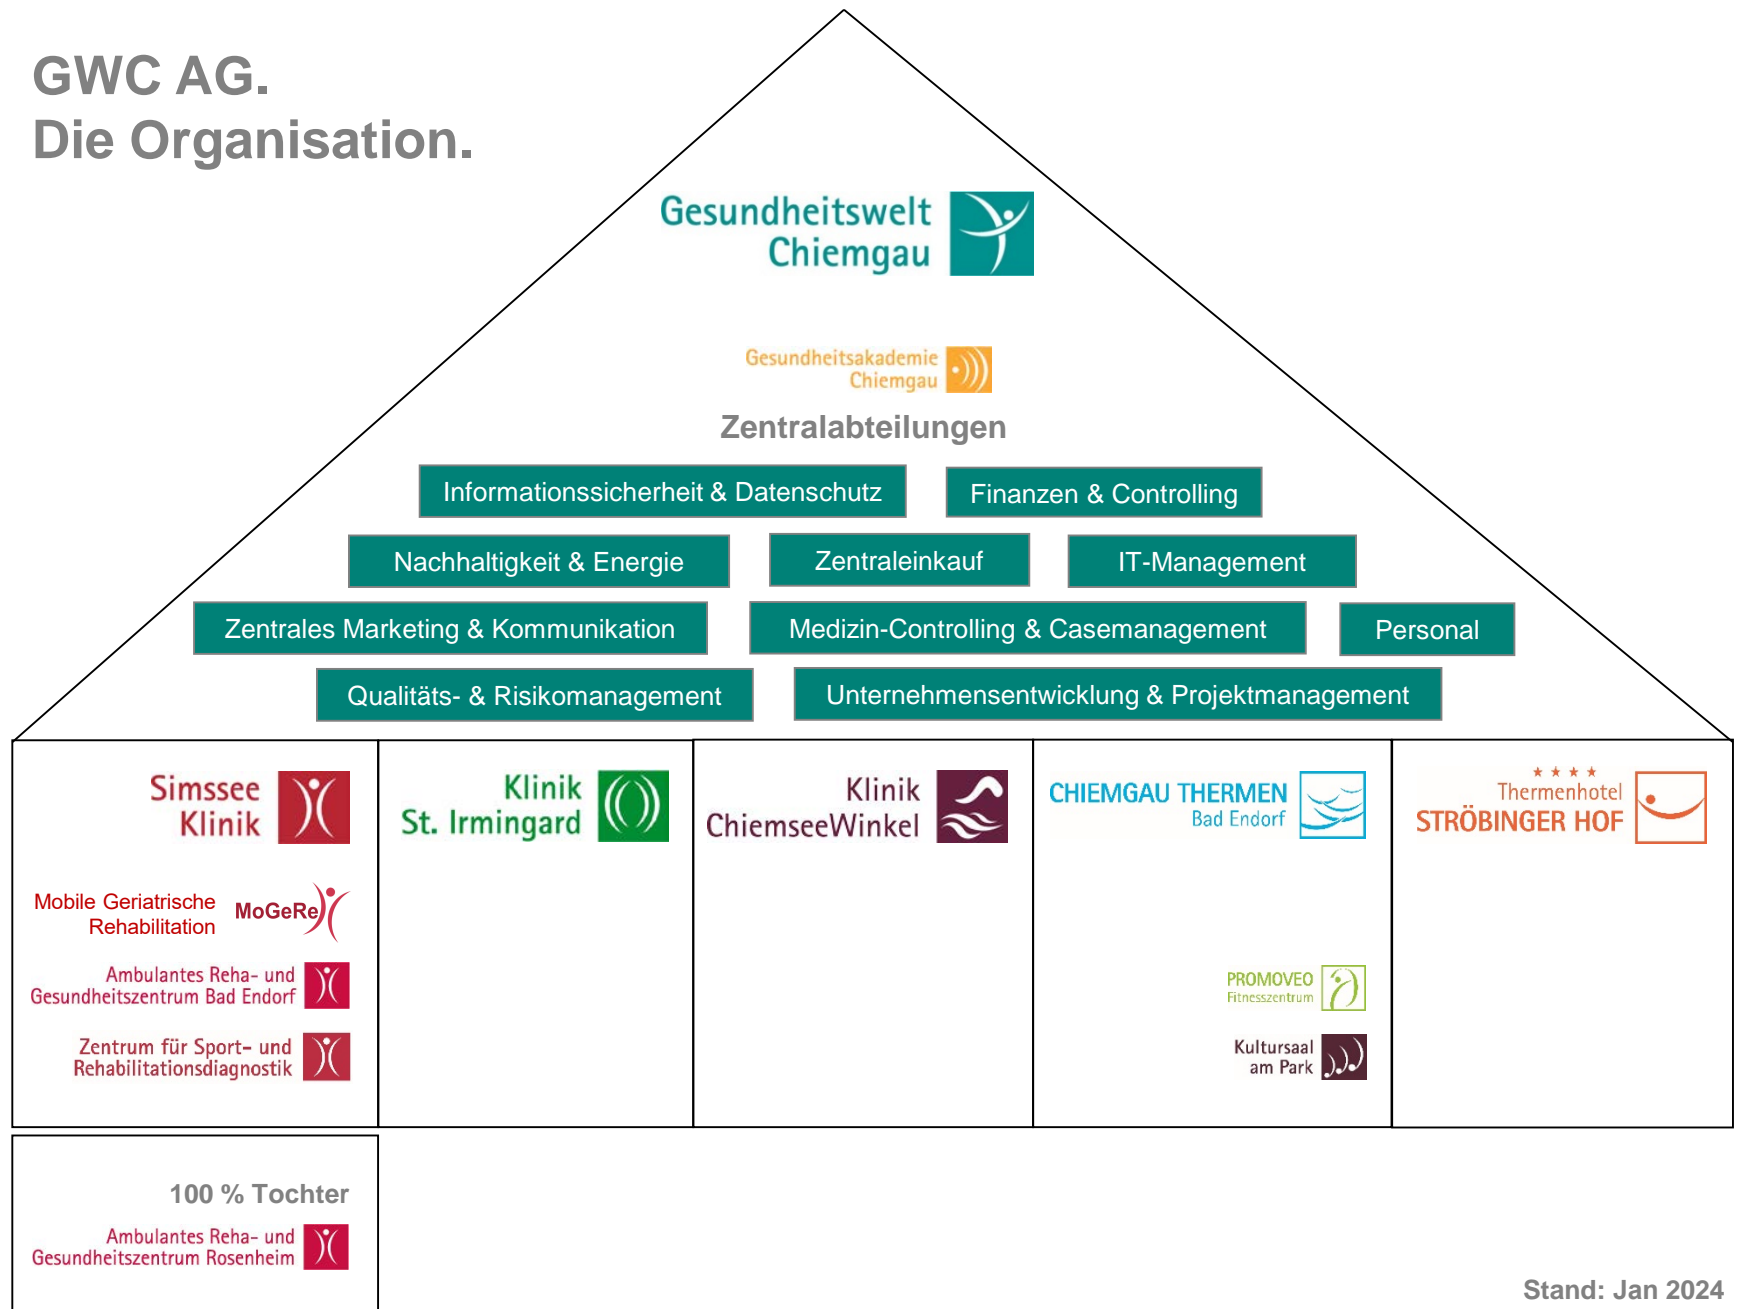 GWC AG.
Die Organisation.
Gesundheitswelt
Chiemgau
Gesundheitsakademie
Chiemgau
Zentralabteilungen
Informationssicherheit & Datenschutz
Finanzen & Controlling
Nachhaltigkeit & Energie
Zentraleinkauf
IT-Management
Zentrales Marketing & Kommunikation
Medizin-Controlling & Casemanagement
Personal
Qualitäts- & Risikomanagement
Unternehmensentwicklung & Projektmanagement
Simssee
Klinik
Mobile Geriatrische
Rehabilitation
MoGeRe
Ambulantes Reha- und
Gesundheitszentrum Bad Endorf
Zentrum für Sport- und
Rehabilitationsdiagnostik
Klinik
St. Irmingard
Klinik
ChiemseeWinkel
CHIEMGAU THERMEN
Bad Endorf
PROMOVEO
Fitnesszentrum
Kultursaal
am Park
Thermenhotel
STRÖBINGER HOF
100 % Tochter
Ambulantes Reha- und
Gesundheitszentrum Rosenheim
Stand: Jan 2024